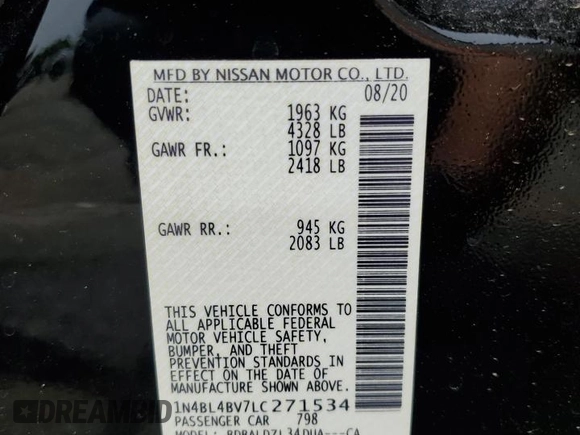 MFD BY NISSAN MOTOR CO., LTD.
DATE: 08/20
GVWR: 1963 KG
4328 LB
GAWR FR.: 1097 KG
2418 LB
GAWR RR.: 945 KG
2083 LB
THIS VEHICLE CONFORMS TO
ALL APPLICABLE FEDERAL
MOTOR VEHICLE SAFETY,
BUMPER, AND THEFT
PREVENTION STANDARDS IN
EFFECT ON THE DATE OF
MANUFACTURE SHOWN ABOVE.
1N4BL4BV7LC271534
PASSENGER CAR 798
MODEL:
DREAMBID